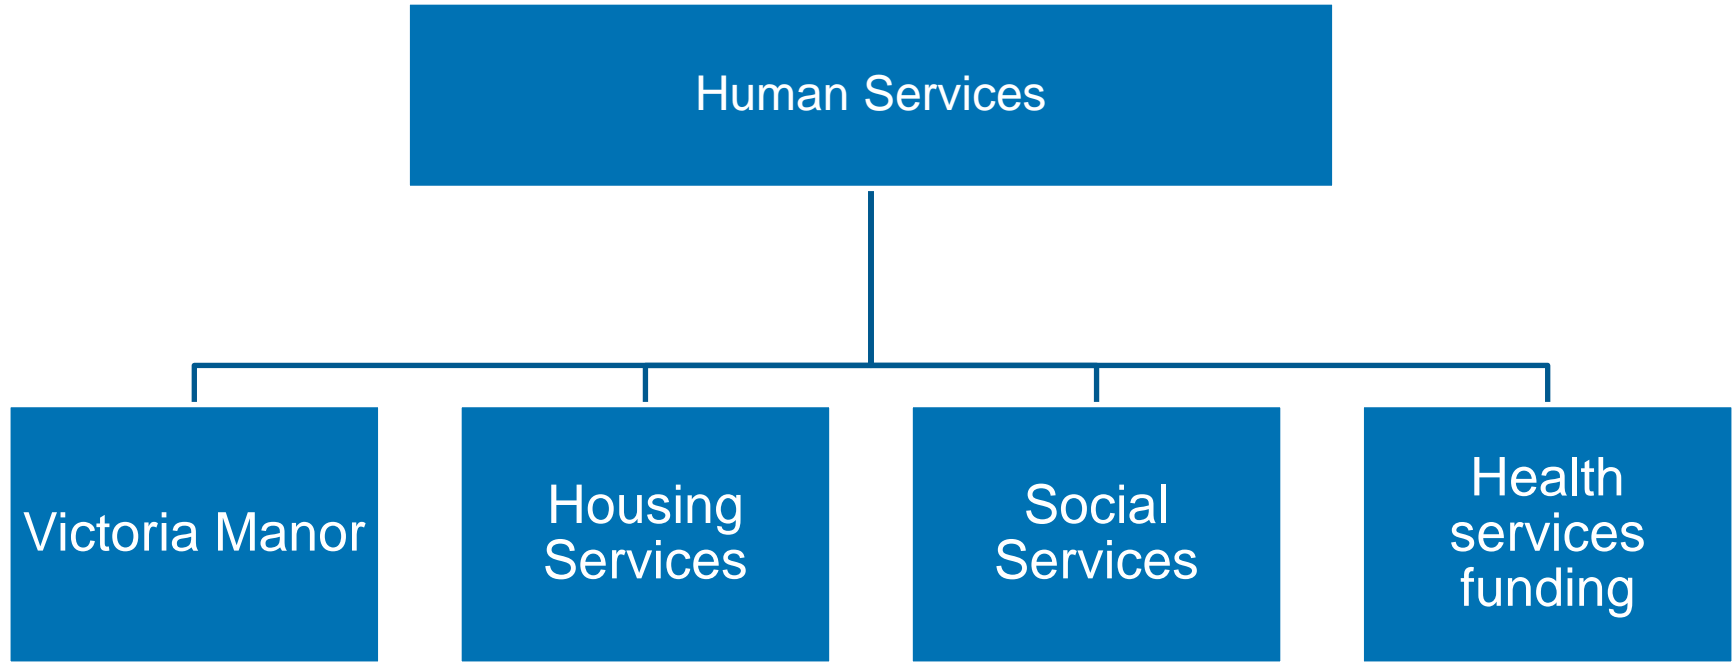 Human Services
Victoria Manor
Housing
Services
Social
Services
Health
services
funding